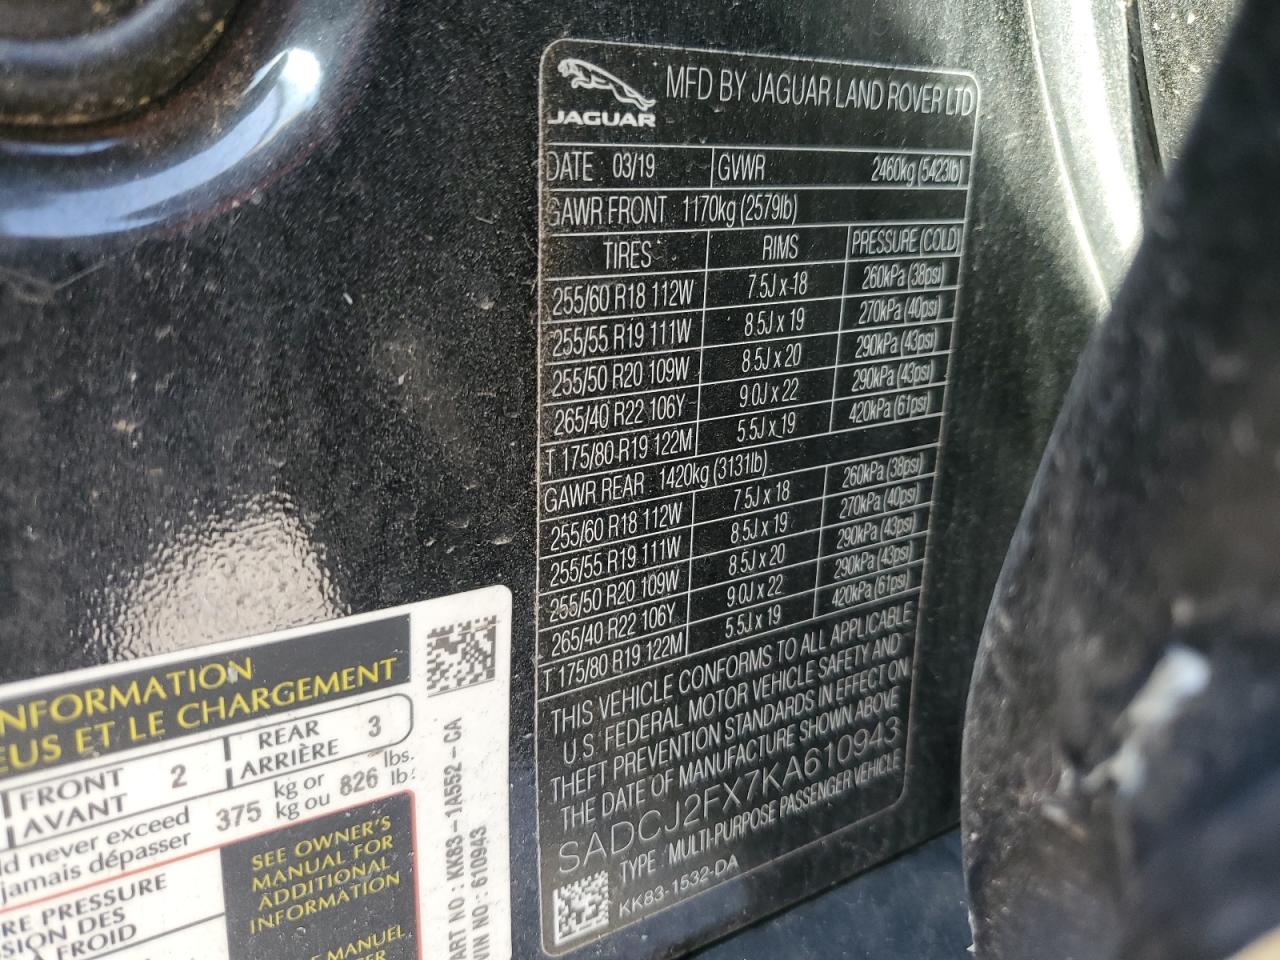 JAGUAR
MFD BY JAGUAR LAND ROVER LTD
DATE 03/19 GVWR 2460kg (5423lb)
GAWR FRONT 1170kg (2579lb)
TIRES RIMS PRESSURE (COLD)
255/60 R18 112W 7.5J x 18 260kPa (38psi)
255/55 R19 111W 8.5J x 19 270kPa (40psi)
255/50 R20 109W 8.5J x 20 290kPa (43psi)
265/40 R22 106Y 9.0J x 22 290kPa (43psi)
T 175/80 R19 122M 5.5J x 19 420kPa (61psi)
GAWR REAR 1420kg (3131lb)
255/60 R18 112W 7.5J x 18 260kPa (38psi)
255/55 R19 111W 8.5J x 19 270kPa (40psi)
255/50 R20 109W 8.5J x 20 290kPa (43psi)
265/40 R22 106Y 9.0J x 22 290kPa (43psi)
T 175/80 R19 122M 5.5J x 19 420kPa (61psi)
THIS VEHICLE CONFORMS TO ALL APPLICABLE
U.S. FEDERAL MOTOR VEHICLE SAFETY AND
THEFT PREVENTION STANDARDS IN EFFECT ON
THE DATE OF MANUFACTURE SHOWN ABOVE
SADCJ2FX7KA610943
TYPE : MULTI-PURPOSE PASSENGER VEHICLE
KK83-1532-DA
NFORMATION
EUS ET LE CHARGEMENT
FRONT 2 REAR 3
AVANT ARRIÈRE
ld never exceed 375 kg or 826 lbs.
jamais dépasser kg ou lb.
RE PRESSURE
SION DES
À FROID
SEE OWNER'S
MANUAL FOR
ADDITIONAL
INFORMATION
MANUEL
ART NO : KK83-1A552-CA
VIN NO : 610943